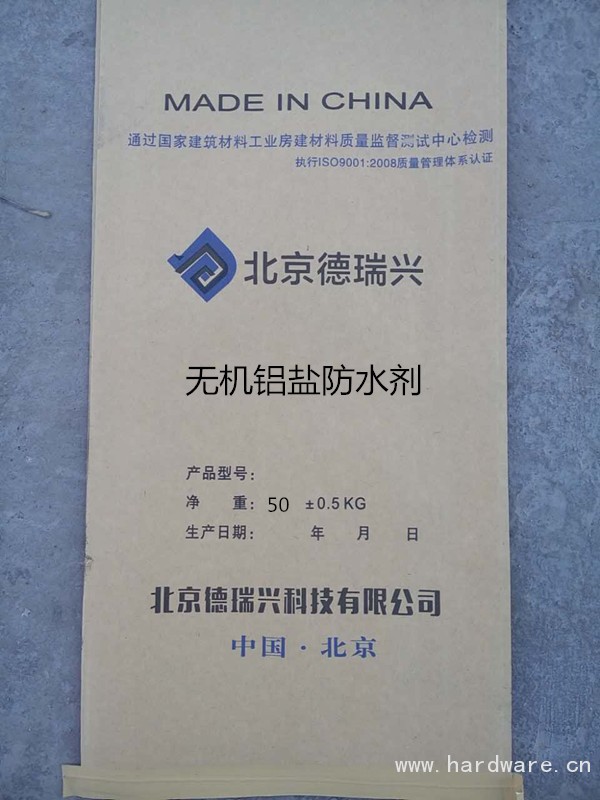 MADE IN CHINA
通过国家建筑材料工业房建材料质量监督测试中心检测
执行ISO9001:2008质量管理体系认证
北京德瑞兴
无机铝盐防水剂
产品型号：
净 重： 50 ±0.5KG
生产日期： 年 月 日
北京德瑞兴科技有限公司
中国·北京
www.hardware.cn